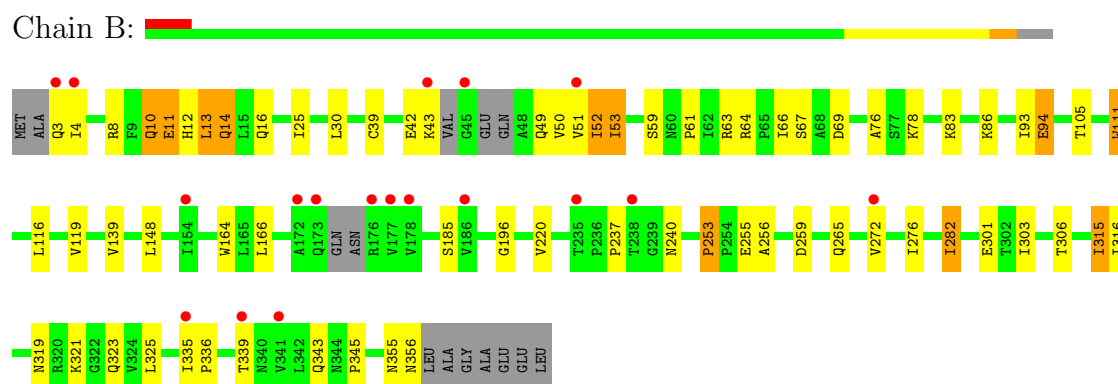 Chain B:
MET ALA Q3 I4 R8 F9 Q10 E11 H12 L13 Q14 L15 Q16 I25 L30 C39 E42 K43 VAL G45 GLU GLN A48 Q49 V50 V51 I52 I53 S59 N60 P61 I62 R63 R64 P65 I66 S67 A68 D69 A76 S77 K78 K83 K86 I93 E94 T105
L116 V119 V139 L148 I154 W164 L165 L166 A172 Q173 GLN ASN R176 V177 V178 S185 V186 G196 V220 T235 P236 P237 T238 G239 N240 P253 P254 E255 A256 D259 Q265 V272 I276 I282 E301 T302 I303 T306 I315
N319 R320 K321 G322 Q323 V324 L325 I335 P336 T339 N340 V341 L342 Q343 N344 P345 N355 N356 LEU ALA GLY ALA GLU GLU LEU